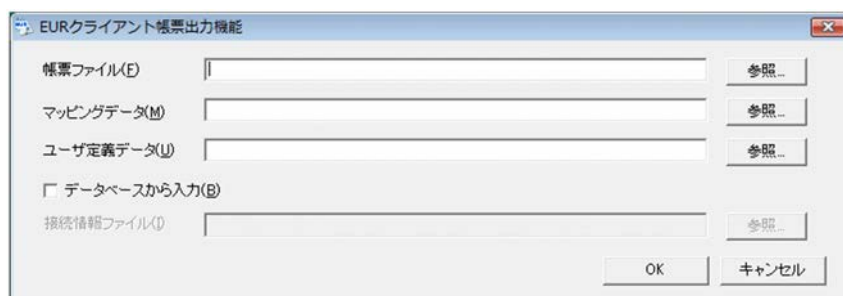 EURクライアント帳票出力機能
帳票ファイル(F) 参照...
マッピングデータ(M) 参照...
ユーザ定義データ(U) 参照...
データベースから入力(B)
接続情報ファイル(I) 参照...
OK キャンセル